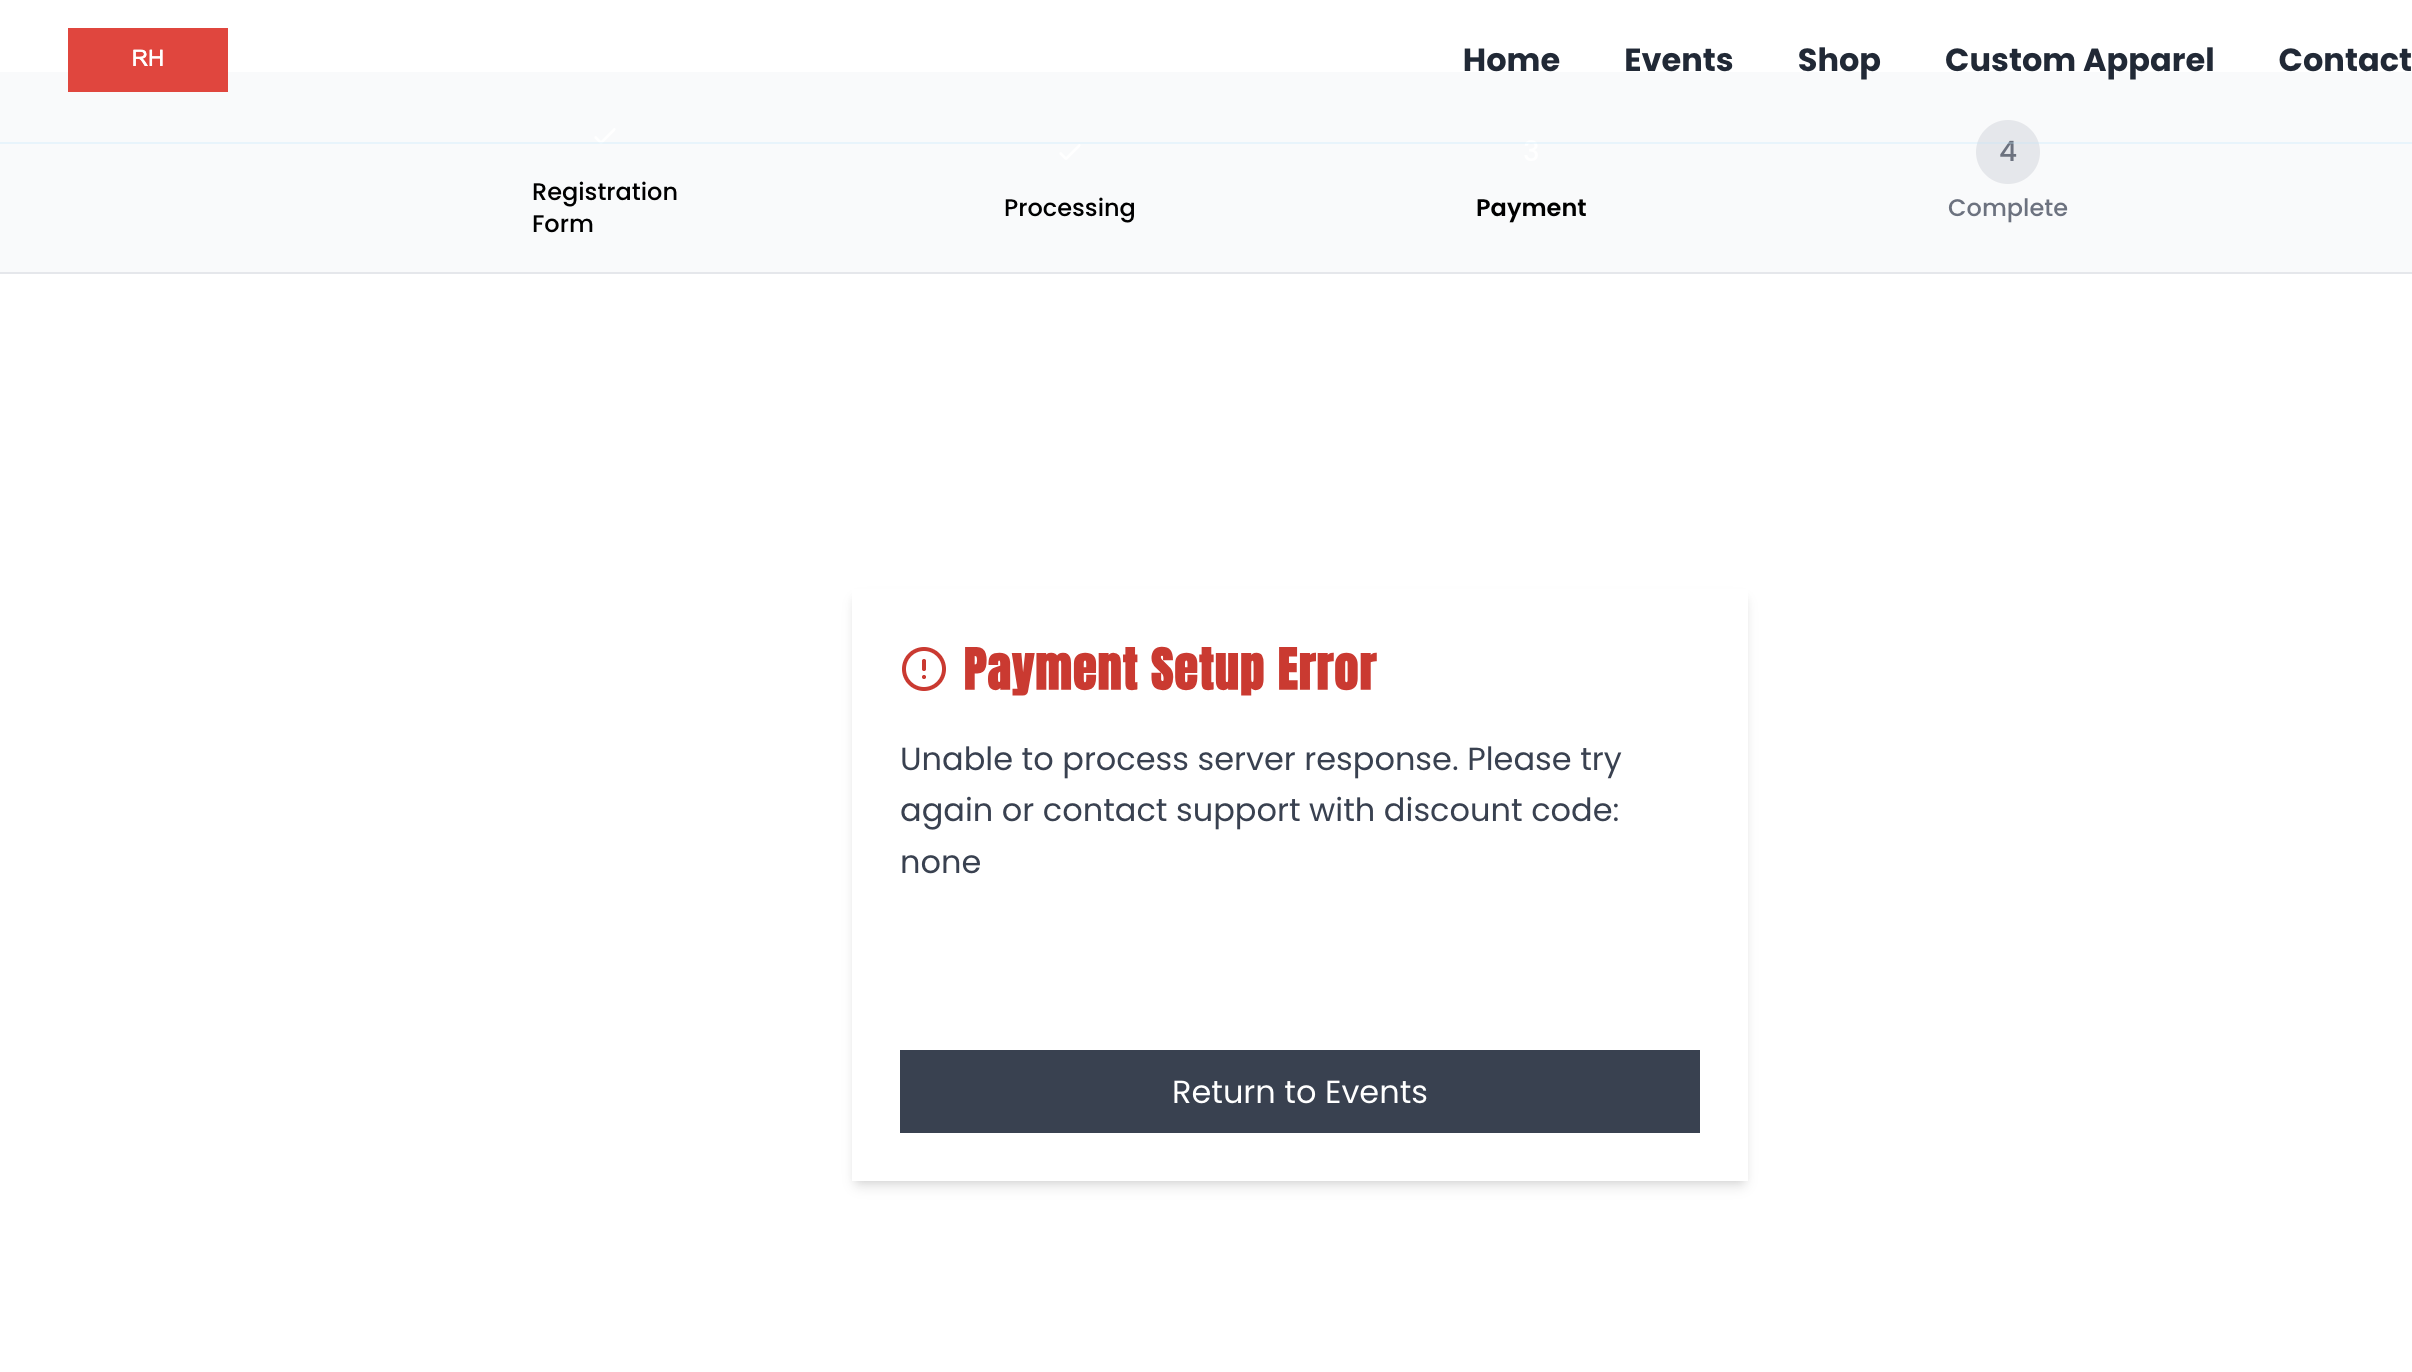 RH
Home Events Shop Custom Apparel Contact
3
4
Registration
Form
Processing
Payment
Complete
Payment Setup Error
Unable to process server response. Please try
again or contact support with discount code:
none
Return to Events